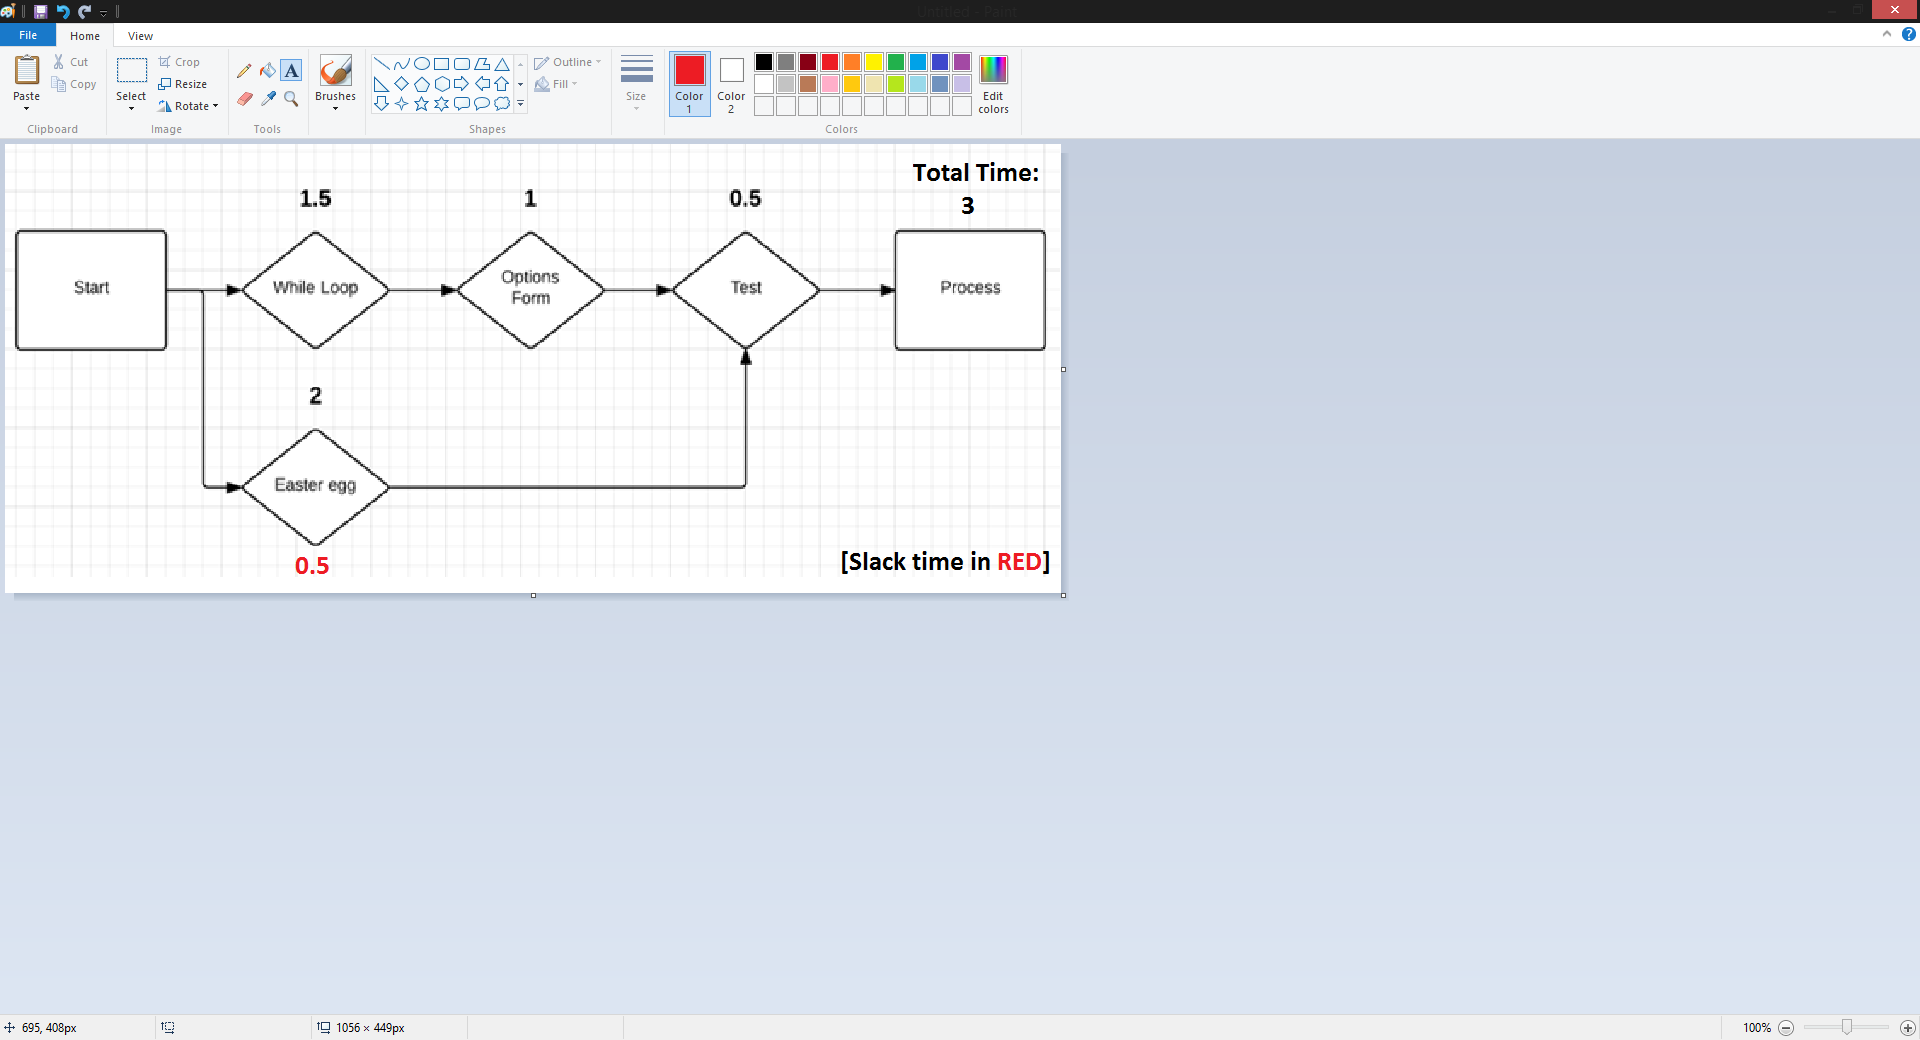 Untitled - Paint
File
Home
View
Paste
Cut
Copy
Clipboard
Select
Crop
Resize
Rotate
Image
A
Tools
Brushes
Shapes
Outline
Fill
Size
Color
1
Color
2
Edit
colors
Colors
?
Total Time:
3
1.5
1
0.5
Start
While Loop
Options
Form
Test
Process
2
Easter egg
0.5
[Slack time in RED]
695, 408px
1056 × 449px
100%